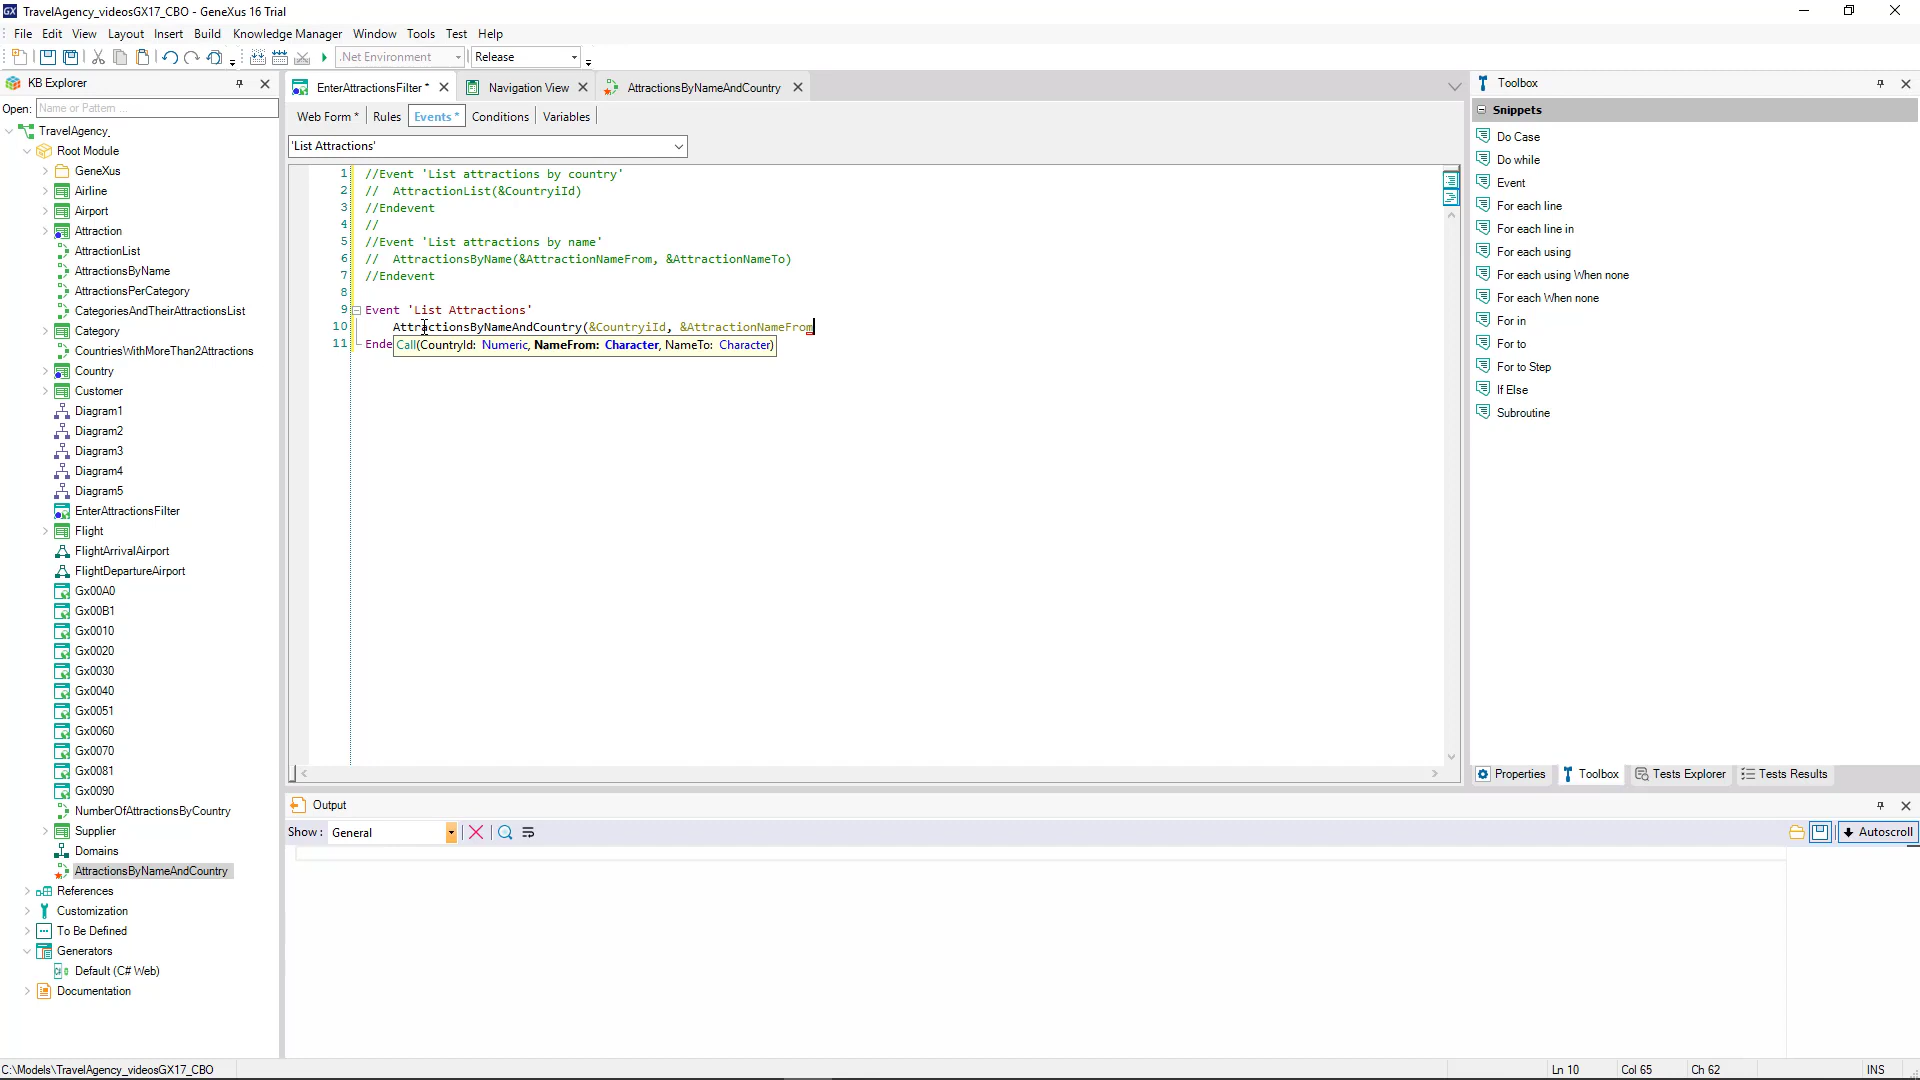 TravelAgency_videosGX17_CBO - GeneXus 16 Trial
File Edit View Layout Insert Build Knowledge Manager Window Tools Test Help
.Net Environment Release
KB Explorer
Open: Name or Pattern ...
TravelAgency_
Root Module
GeneXus
Airline
Airport
Attraction
AttractionList
AttractionsByName
AttractionsPerCategory
CategoriesAndTheirAttractionsList
Category
CountriesWithMoreThan2Attractions
Country
Customer
Diagram1
Diagram2
Diagram3
Diagram4
Diagram5
EnterAttractionsFilter
Flight
FlightArrivalAirport
FlightDepartureAirport
Gx00A0
Gx00B1
Gx0010
Gx0020
Gx0030
Gx0040
Gx0051
Gx0060
Gx0070
Gx0081
Gx0090
NumberOfAttractionsByCountry
Supplier
Domains
AttractionsByNameAndCountry
References
Customization
To Be Defined
Generators
Default (C# Web)
Documentation
EnterAttractionsFilter * Navigation View AttractionsByNameAndCountry
Web Form * Rules Events * Conditions Variables
'List Attractions'
1 //Event 'List attractions by country'
2 //  AttractionList(&CountryiId)
3 //Endevent
4 //
5 //Event 'List attractions by name'
6 //  AttractionsByName(&AttractionNameFrom, &AttractionNameTo)
7 //Endevent
8
9 Event 'List Attractions'
10 AttractionsByNameAndCountry(&CountryiId, &AttractionNameFrom
11 Ende
Call(CountryId: Numeric, NameFrom: Character, NameTo: Character)
Toolbox
Snippets
Do Case
Do while
Event
For each line
For each line in
For each using
For each using When none
For each When none
For in
For to
For to Step
If Else
Subroutine
Properties Toolbox Tests Explorer Tests Results
Output
Show: General
Autoscroll
C:\Models\TravelAgency_videosGX17_CBO Ln 10 Col 65 Ch 62 INS